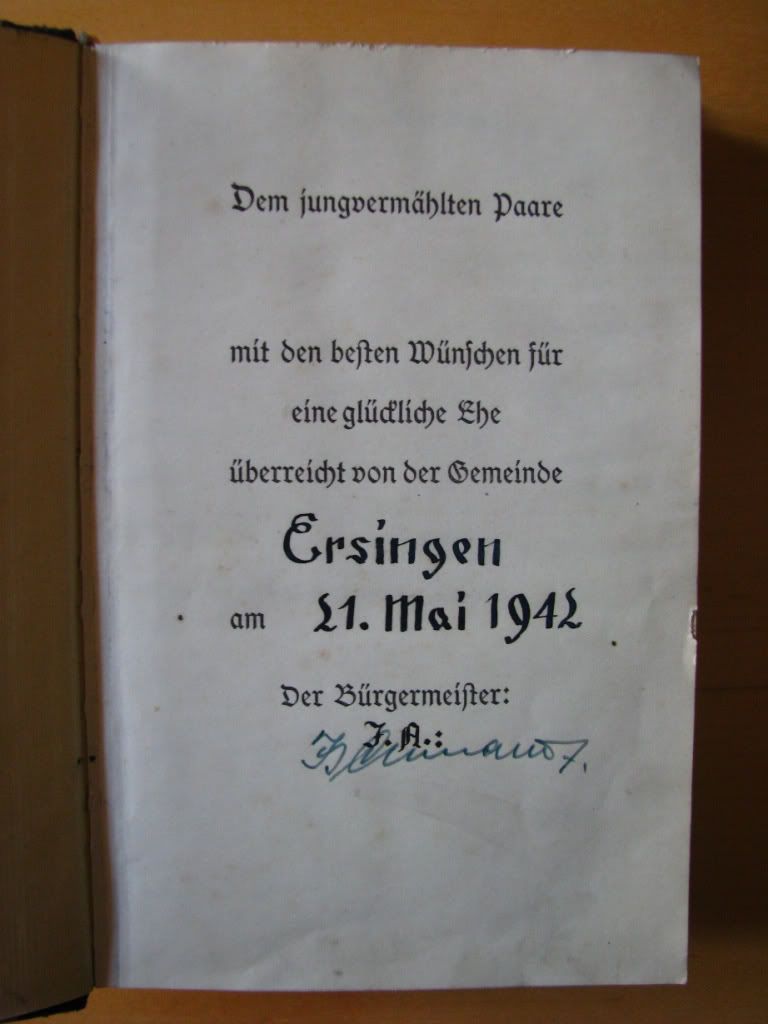 Dem jungvermählten Paare
mit den besten Wünschen für
eine glückliche Ehe
überreicht von der Gemeinde
Ersingen
am 21. Mai 1942
Der Bürgermeister:
J. A.: